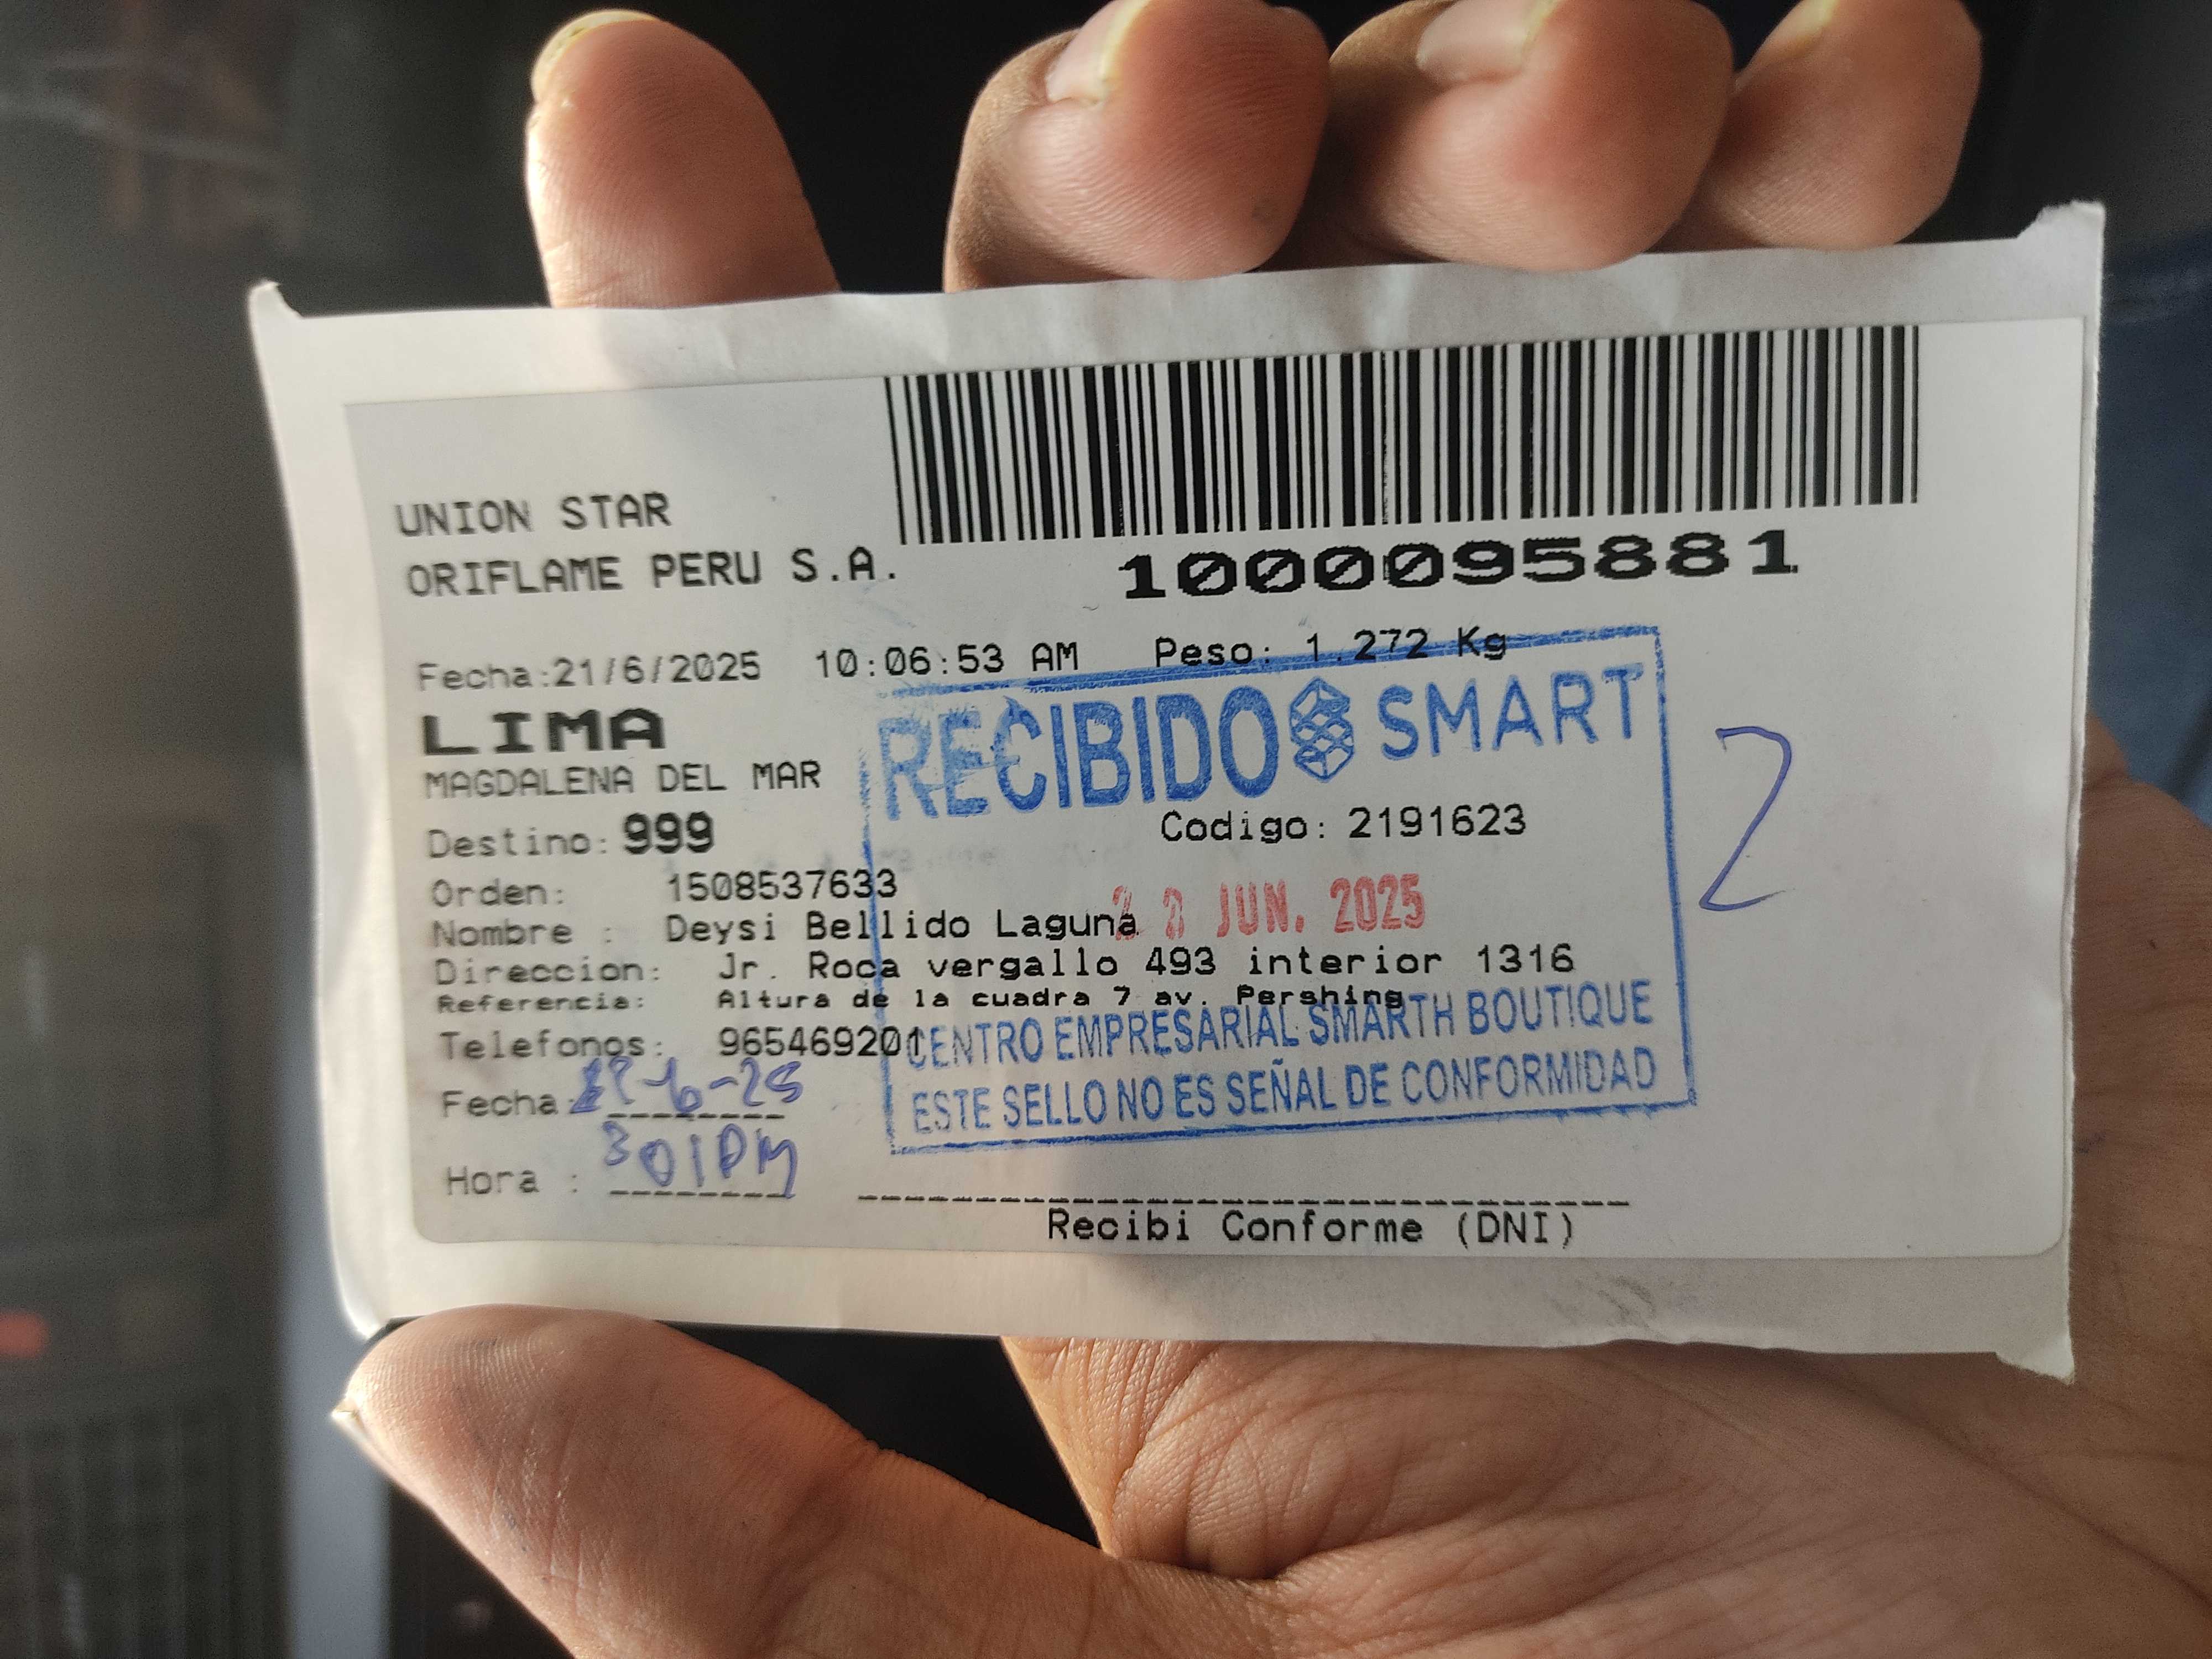 UNION STAR
ORIFLAME PERU S.A.
1000095881
Fecha:21/6/2025 10:06:53 AM Peso: 1.272 Kg
LIMA
RECIBIDO SMART
MAGDALENA DEL MAR
2
Destino: 999
Codigo: 2191623
Orden: 1508537633
JUN. 2025
Nombre : Deysi Bellido Laguna
Direccion: Jr. Roca vergallo 493 interior 1316
Referencia: Altura de la cuadra 7 av. Pershing
Telefonos: 965469201
CENTRO EMPRESARIAL SMARTH BOUTIQUE
ESTE SELLO NO ES SEÑAL DE CONFORMIDAD
Fecha:
Hora : 301PM
Recibi Conforme (DNI)